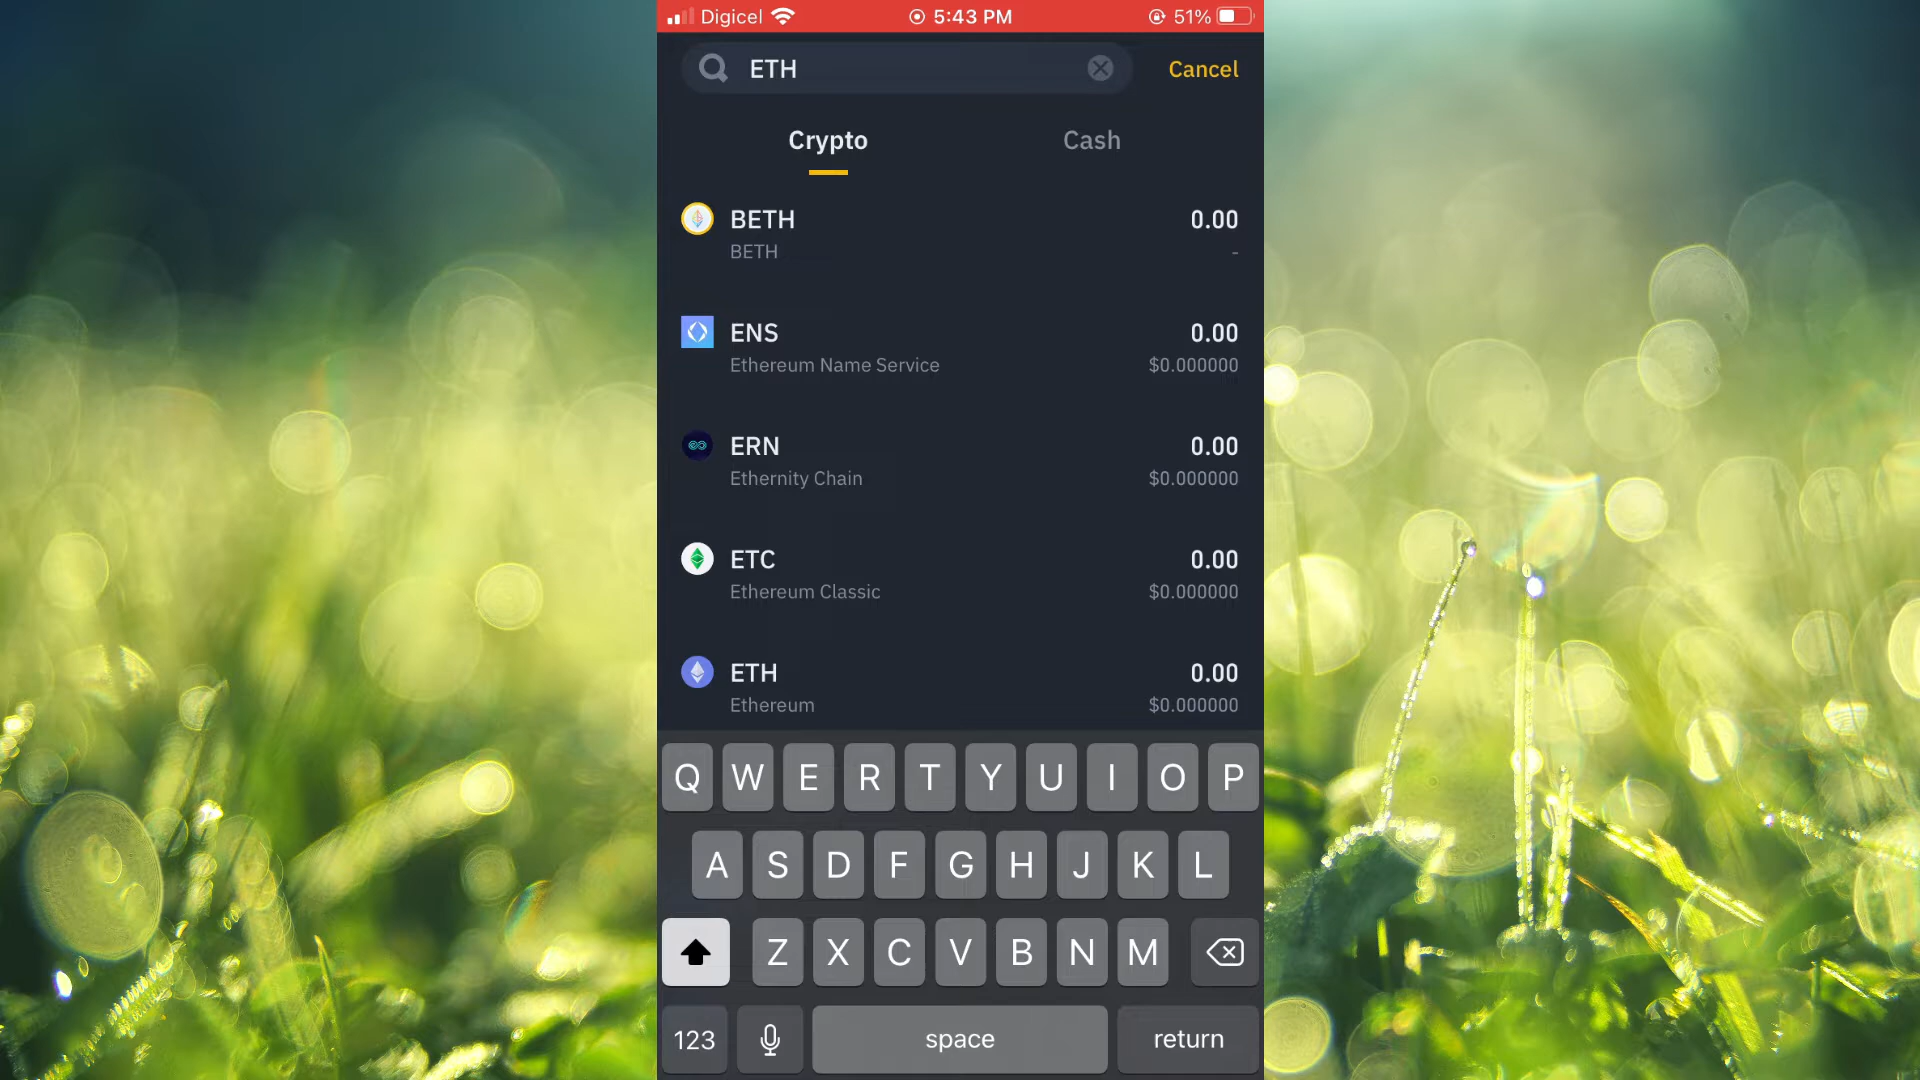 Digicel 5:43 PM 51%
ETH Cancel
Crypto Cash
BETH 0.00
BETH -
ENS 0.00
Ethereum Name Service $0.000000
ERN 0.00
Ethernity Chain $0.000000
ETC 0.00
Ethereum Classic $0.000000
ETH 0.00
Ethereum $0.000000
Q W E R T Y U I O P
A S D F G H J K L
Z X C V B N M
123 space return